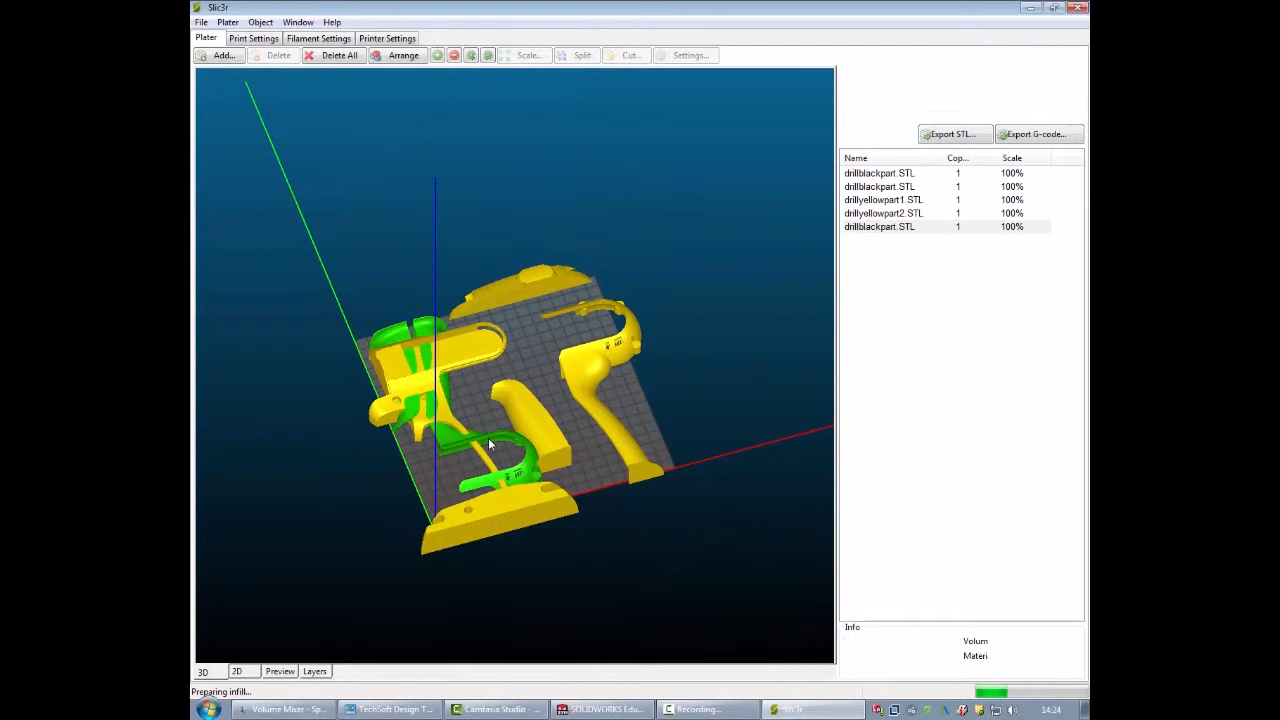 Slic3r
File Plater Object Window Help
Plater Print Settings Filament Settings Printer Settings
Add... Delete Delete All Arrange Scale... Split Cut... Settings...
Export STL... Export G-code...
Name Cop... Scale
drillblackpart.STL 1 100%
drillblackpart.STL 1 100%
drillyellowpart1.STL 1 100%
drillyellowpart2.STL 1 100%
drillblackpart.STL 1 100%
Info
Volum
Materi
3D 2D Preview Layers
Preparing infill...
Volume Mixer - Sp... TechSoft Design T... Camtasia Studio - ... SOLIDWORKS Edu... Recording... Slic3r 14:24